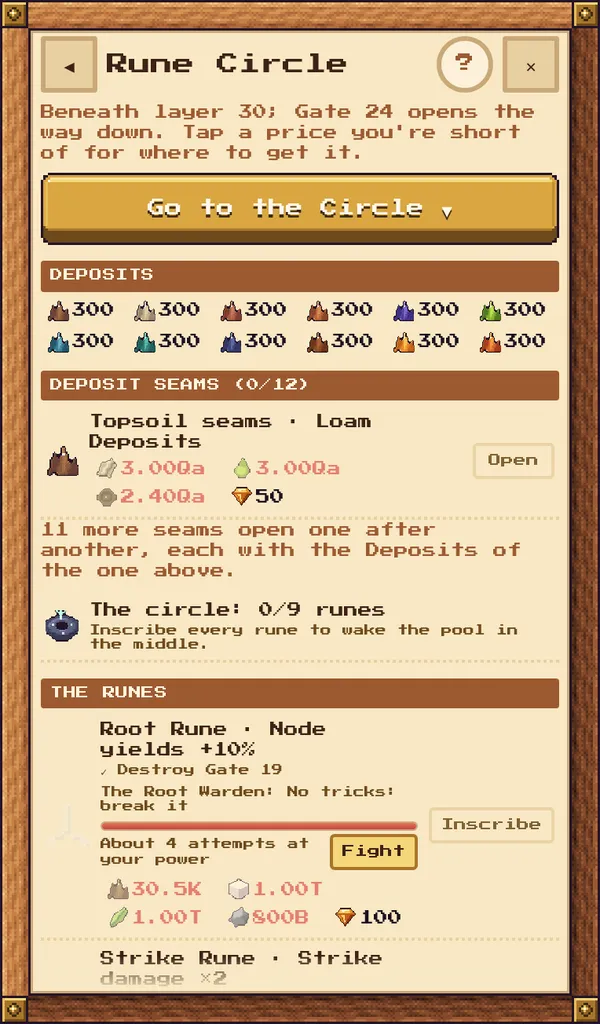 Rune Circle
?
×
Beneath layer 30; Gate 24 opens the
way down. Tap a price you're short
of for where to get it.
Go to the Circle ▼
DEPOSITS
300 300 300 300 300 300
300 300 300 300 300 300
DEPOSIT SEAMS (0/12)
Topsoil seams · Loam
Deposits
3.00Qa 3.00Qa
2.40Qa 50
Open
11 more seams open one after
another, each with the Deposits of
the one above.
The circle: 0/9 runes
Inscribe every rune to wake the pool in
the middle.
THE RUNES
Root Rune · Node
yields +10%
✓ Destroy Gate 19
The Root Warden: No tricks:
break it
Inscribe
About 4 attempts at
your power
Fight
30.5K 1.00T
1.00T 800B 100
Strike Rune · Strike
damage ×2